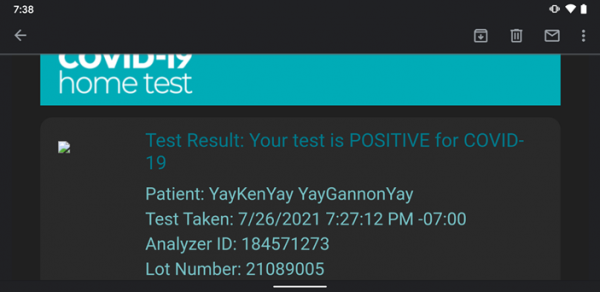 7:38
COVID-19
home test
Test Result: Your test is POSITIVE for COVID-
19
Patient: YayKenYay YayGannonYay
Test Taken: 7/26/2021 7:27:12 PM -07:00
Analyzer ID: 184571273
Lot Number: 21089005